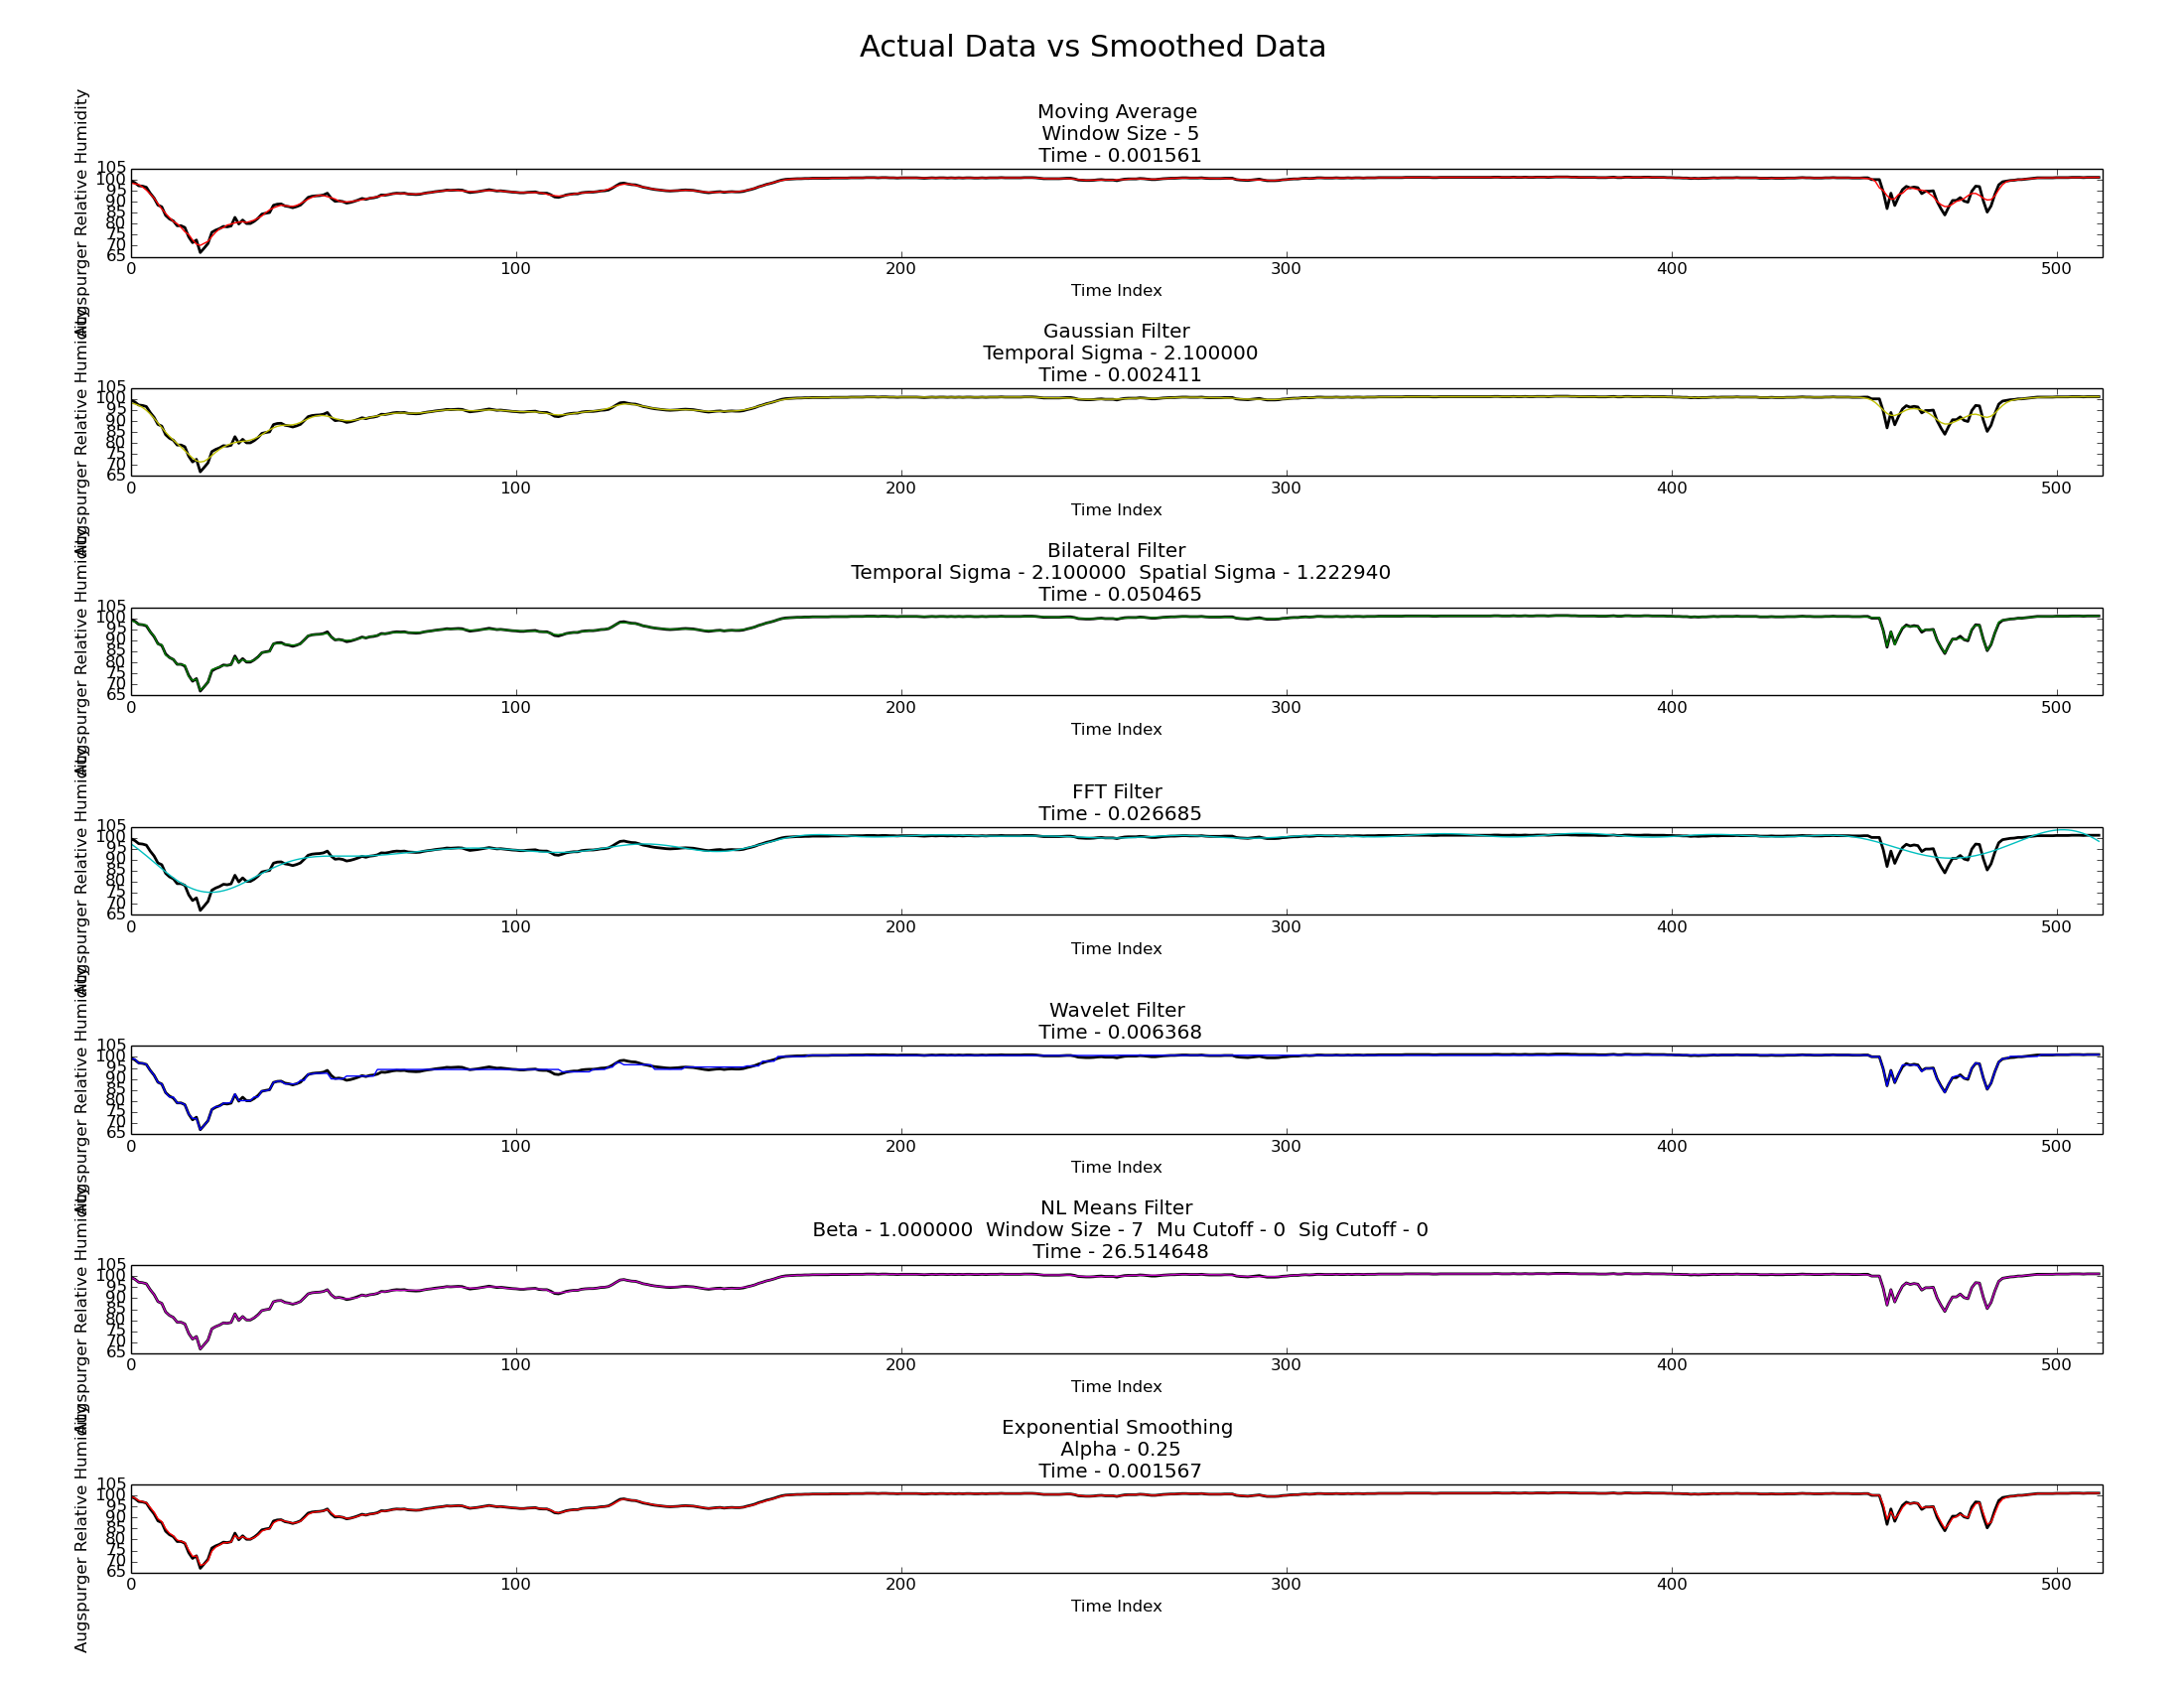 Actual Data vs Smoothed Data
Moving Average
Window Size - 5
Time - 0.001561
Augspurger Relative Humidity
105
100
95
90
85
80
75
70
65
0 100 200 300 400 500
Time Index
Gaussian Filter
Temporal Sigma - 2.100000
Time - 0.002411
Augspurger Relative Humidity
105
100
95
90
85
80
75
70
65
0 100 200 300 400 500
Time Index
Bilateral Filter
Temporal Sigma - 2.100000 Spatial Sigma - 1.222940
Time - 0.050465
Augspurger Relative Humidity
105
100
95
90
85
80
75
70
65
0 100 200 300 400 500
Time Index
FFT Filter
Time - 0.026685
Augspurger Relative Humidity
105
100
95
90
85
80
75
70
65
0 100 200 300 400 500
Time Index
Wavelet Filter
Time - 0.006368
Augspurger Relative Humidity
105
100
95
90
85
80
75
70
65
0 100 200 300 400 500
Time Index
NL Means Filter
Beta - 1.000000 Window Size - 7 Mu Cutoff - 0 Sig Cutoff - 0
Time - 26.514648
Augspurger Relative Humidity
105
100
95
90
85
80
75
70
65
0 100 200 300 400 500
Time Index
Exponential Smoothing
Alpha - 0.25
Time - 0.001567
Augspurger Relative Humidity
105
100
95
90
85
80
75
70
65
0 100 200 300 400 500
Time Index